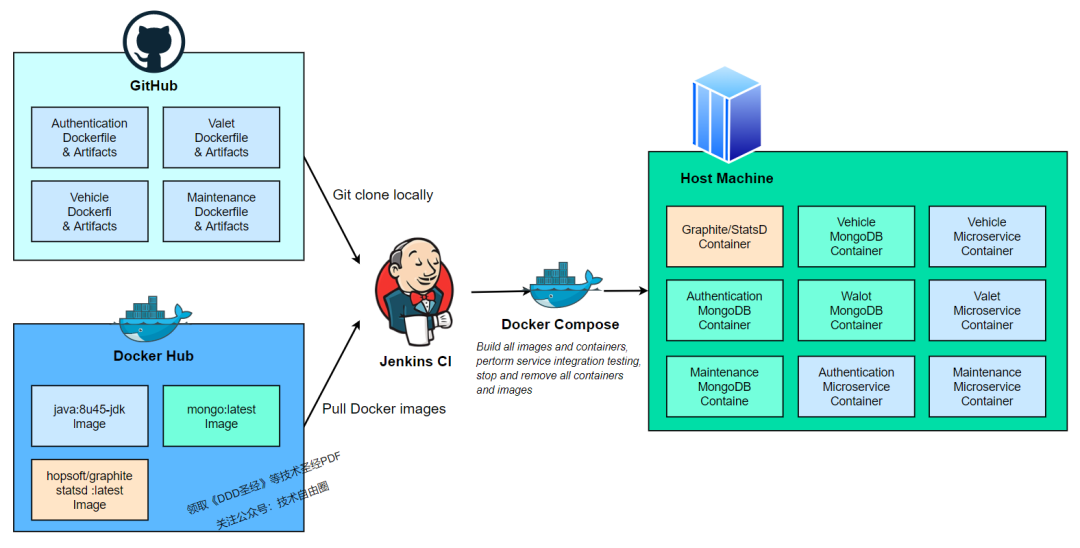 GitHub
Authentication
Dockerfile
& Artifacts
Valet
Dockerfile
& Artifacts
Vehicle
Dockerfi
& Artifacts
Maintenance
Dockerfile
& Artifacts
Git clone locally
Docker Hub
java:8u45-jdk
Image
mongo:latest
Image
hopsoft/graphite
statsd :latest
Image
领取《DDD圣经》等技术圣经PDF
关注公众号：技术自由圈
Pull Docker images
Jenkins CI
Docker Compose
Build all images and containers,
perform service integration testing,
stop and remove all containers
and images
Host Machine
Graphite/StatsD
Container
Vehicle
MongoDB
Container
Vehicle
Microservice
Container
Authentication
MongoDB
Container
Walot
MongoDB
Container
Valet
Microservice
Container
Maintenance
MongoDB
Containe
Authentication
Microservice
Container
Maintenance
Microservice
Container